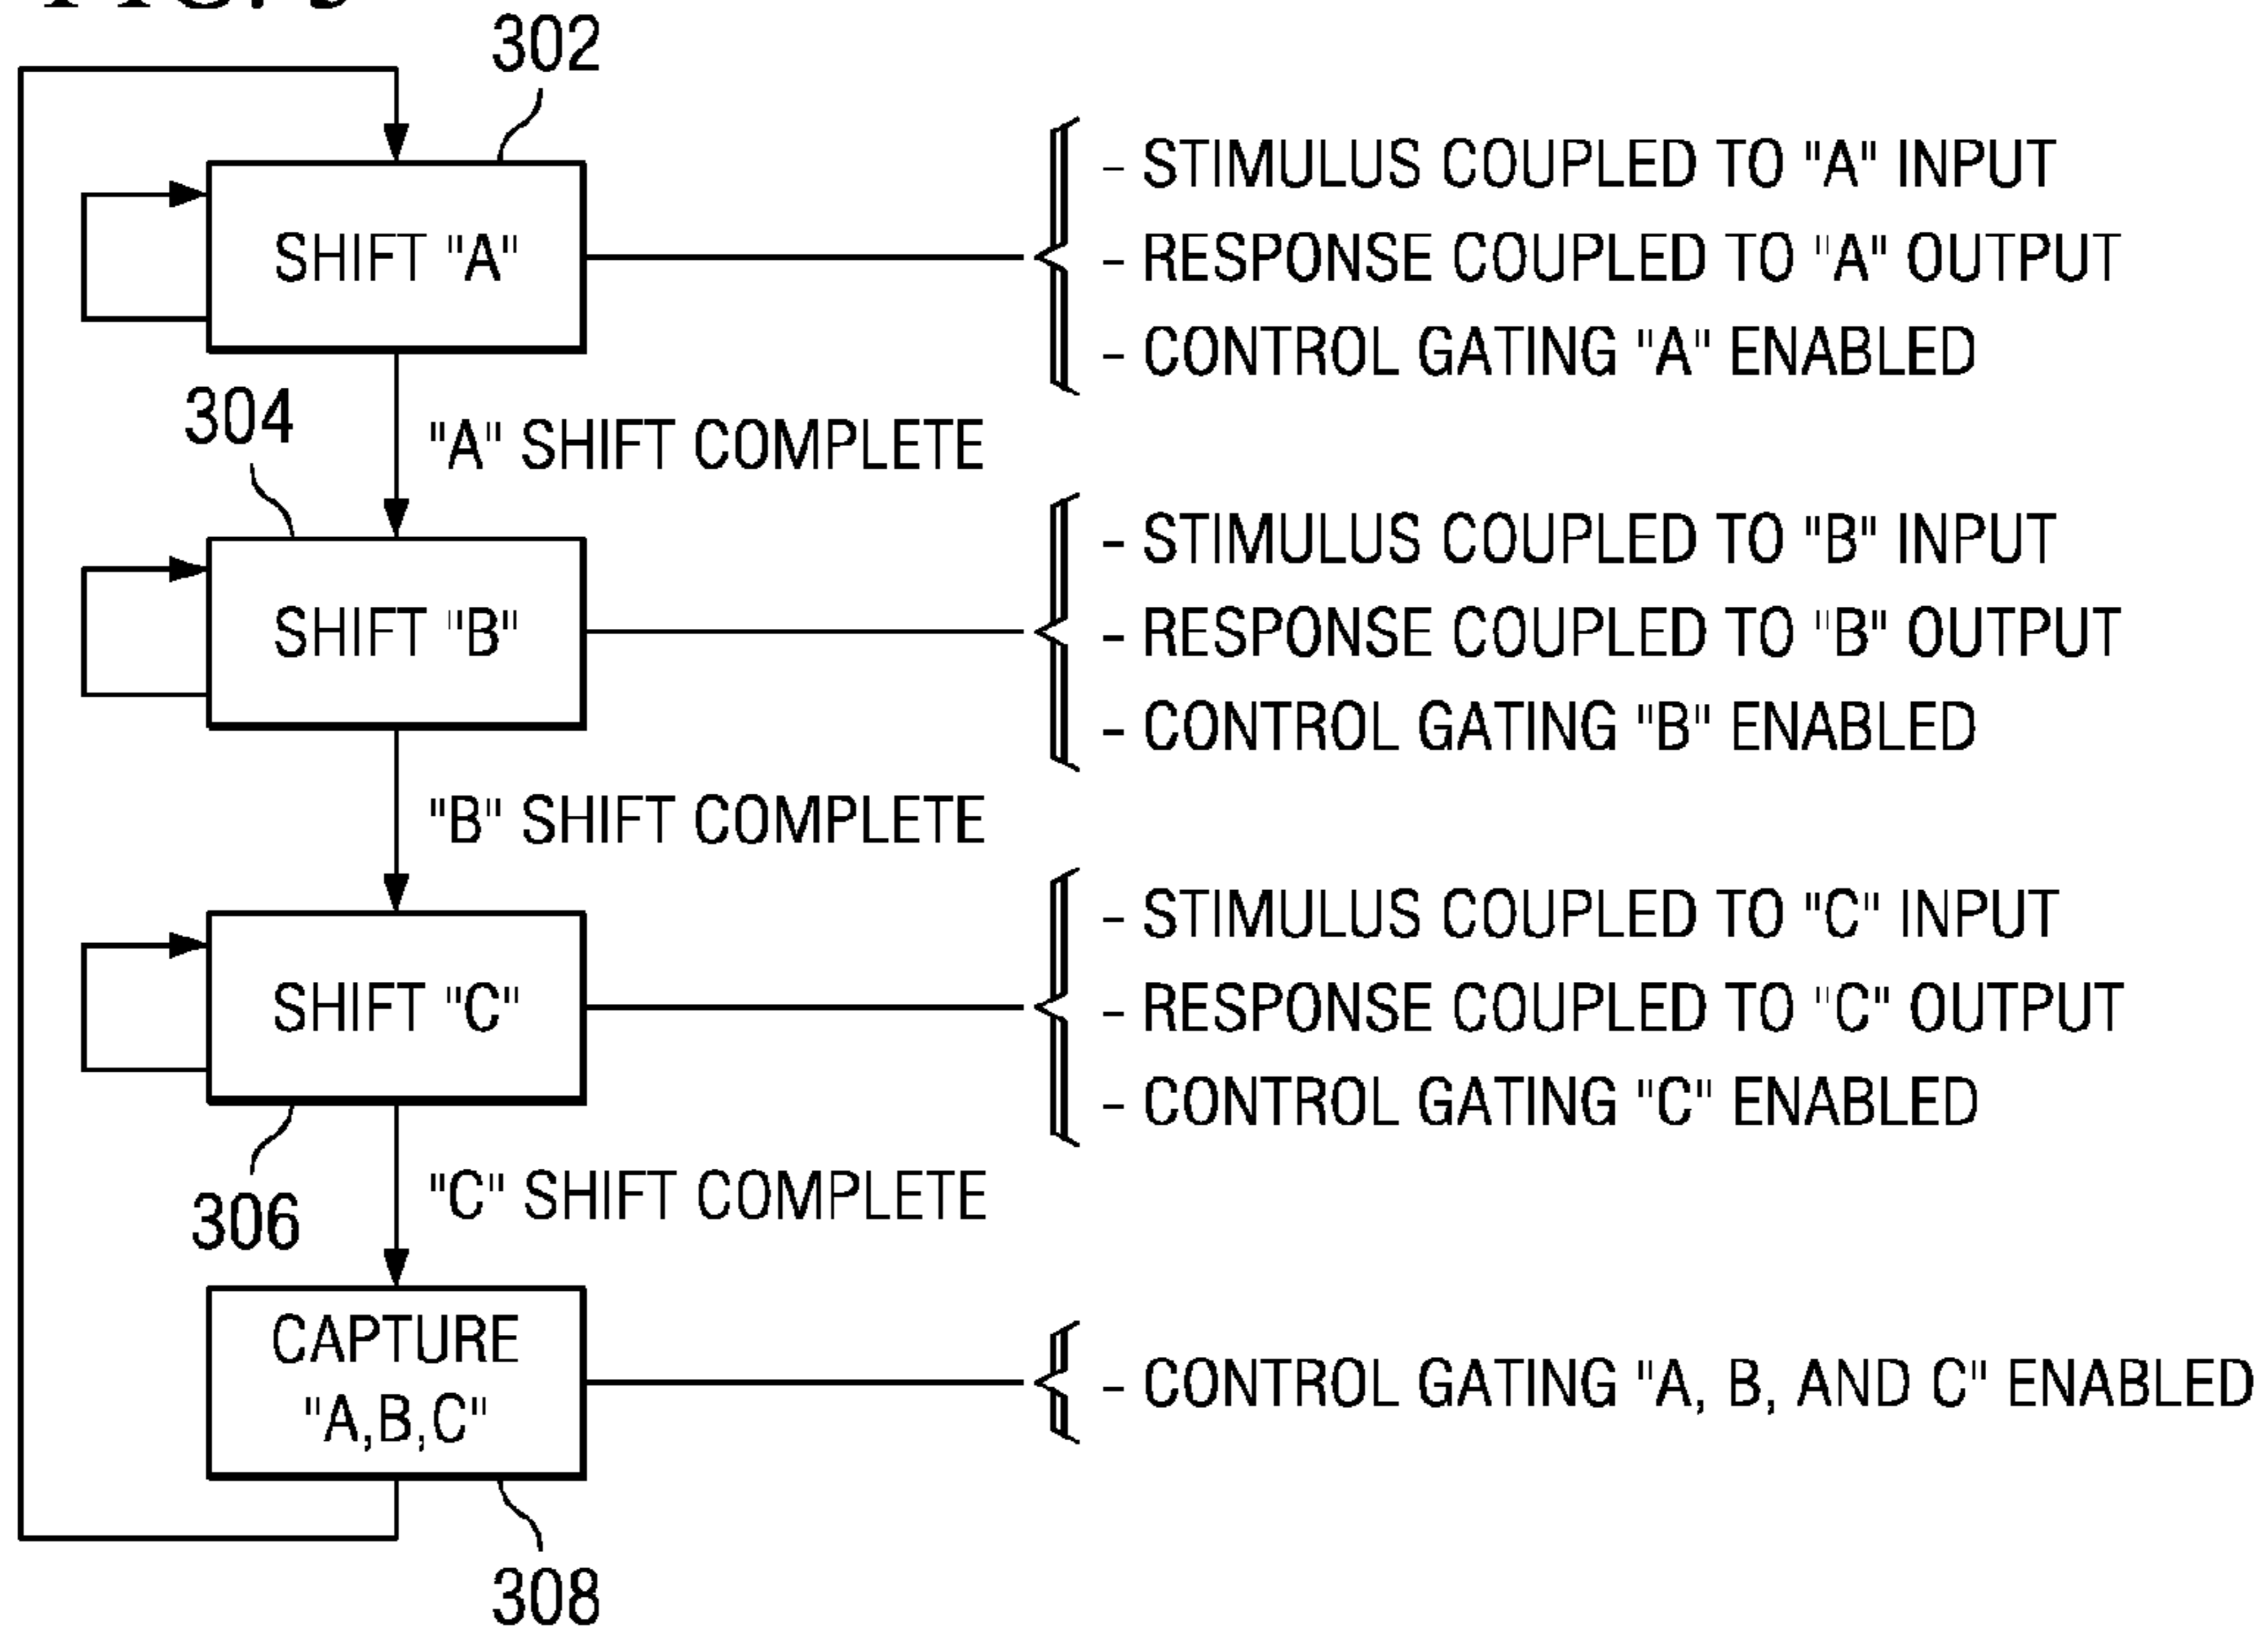 302
SHIFT "A"
- STIMULUS COUPLED TO "A" INPUT
- RESPONSE COUPLED TO "A" OUTPUT
- CONTROL GATING "A" ENABLED
"A" SHIFT COMPLETE
304
SHIFT "B"
- STIMULUS COUPLED TO "B" INPUT
- RESPONSE COUPLED TO "B" OUTPUT
- CONTROL GATING "B" ENABLED
"B" SHIFT COMPLETE
SHIFT "C"
- STIMULUS COUPLED TO "C" INPUT
- RESPONSE COUPLED TO "C" OUTPUT
- CONTROL GATING "C" ENABLED
306
"C" SHIFT COMPLETE
CAPTURE
"A,B,C"
- CONTROL GATING "A, B, AND C" ENABLED
308